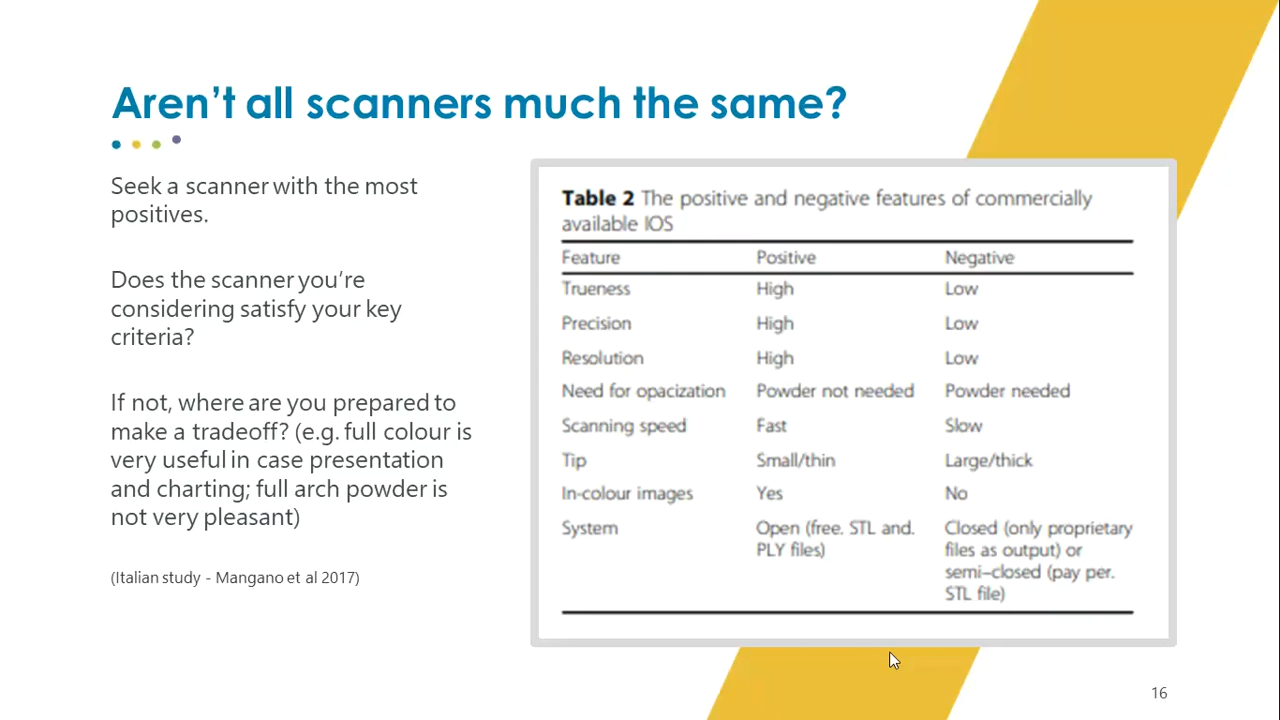 Aren't all scanners much the same?
Seek a scanner with the most
positives.
Does the scanner you're
considering satisfy your key
criteria?
If not, where are you prepared to
make a tradeoff? (e.g. full colour is
very useful in case presentation
and charting; full arch powder is
not very pleasant)
(Italian study - Mangano et al 2017)
Table 2 The positive and negative features of commercially
available IOS
Feature Positive Negative
Trueness High Low
Precision High Low
Resolution High Low
Need for opacization Powder not needed Powder needed
Scanning speed Fast Slow
Tip Small/thin Large/thick
In-colour images Yes No
System Open (free. STL and. Closed (only proprietary
PLY files) files as output) or
semi–closed (pay per.
STL file)
16